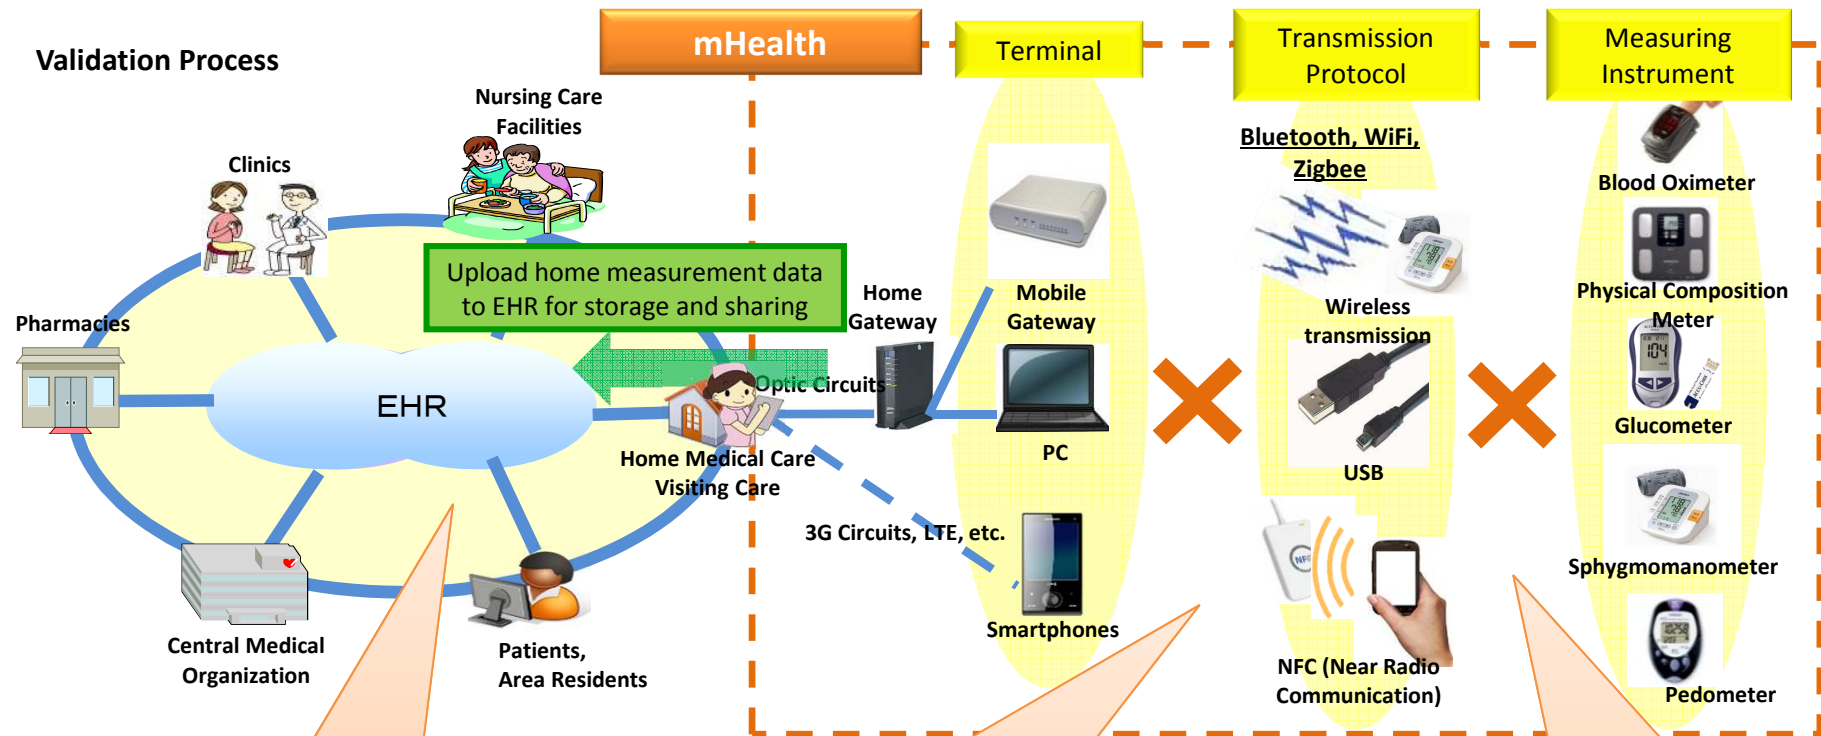 Validation Process
mHealth
Terminal
Transmission
Protocol
Measuring
Instrument
Nursing Care
Facilities
Clinics
Pharmacies
Upload home measurement data
to EHR for storage and sharing
EHR
Optic Circuits
Home Medical Care
Visiting Care
Central Medical
Organization
Patients,
Area Residents
Home
Gateway
3G Circuits, LTE, etc.
Mobile
Gateway
PC
Smartphones
Bluetooth, WiFi,
Zigbee
Wireless
transmission
USB
NFC
NFC (Near Radio
Communication)
Blood Oximeter
Physical Composition
Meter
104
Glucometer
Sphygmomanometer
Pedometer